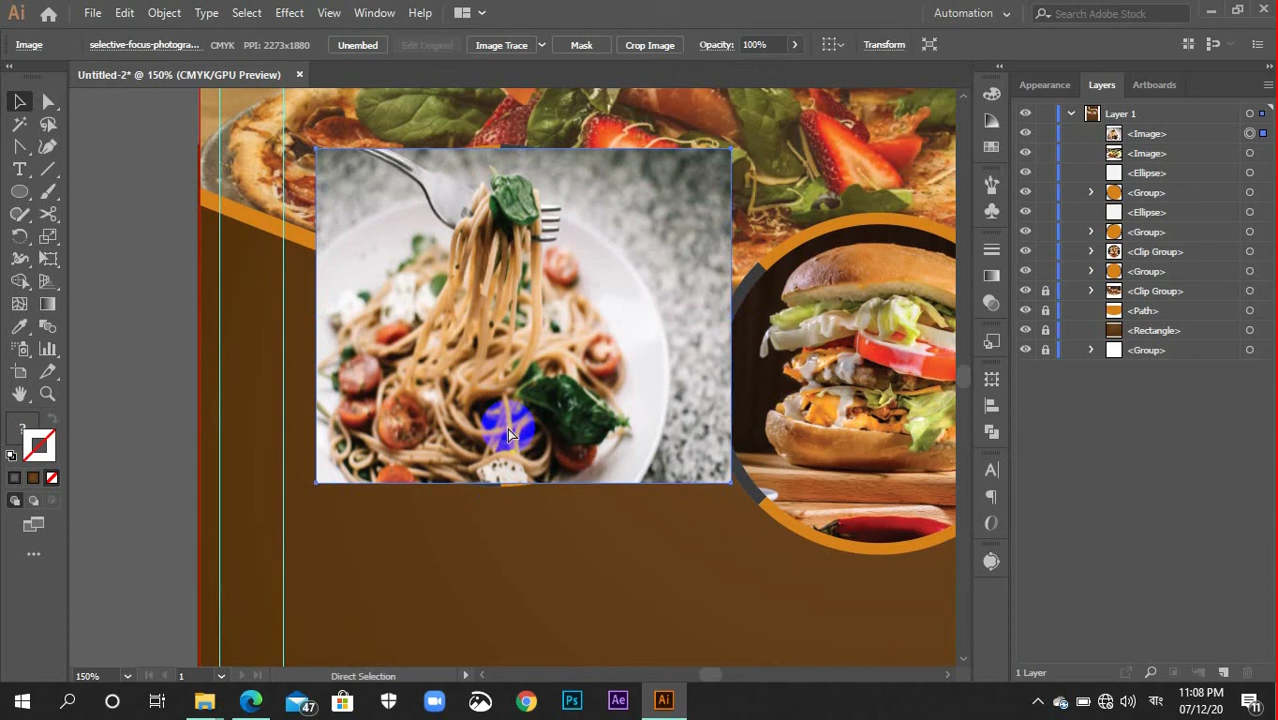 Ai File Edit Object Type Select Effect View Window Help Automation Search Adobe Stock
Image selective-focus-photogra... CMYK PPI: 2273x1880 Unembed Edit Original Image Trace Mask Crop Image Opacity: 100% Transform
Untitled-2* @ 150% (CMYK/GPU Preview)
Appearance Layers Artboards
Layer 1
<Image>
<Image>
<Ellipse>
<Group>
<Ellipse>
<Group>
<Clip Group>
<Group>
<Clip Group>
<Path>
<Rectangle>
<Group>
?
150% 1 Direct Selection 1 Layer
47 Ps Ae Ai বাং 11:08 PM
07/12/20 11